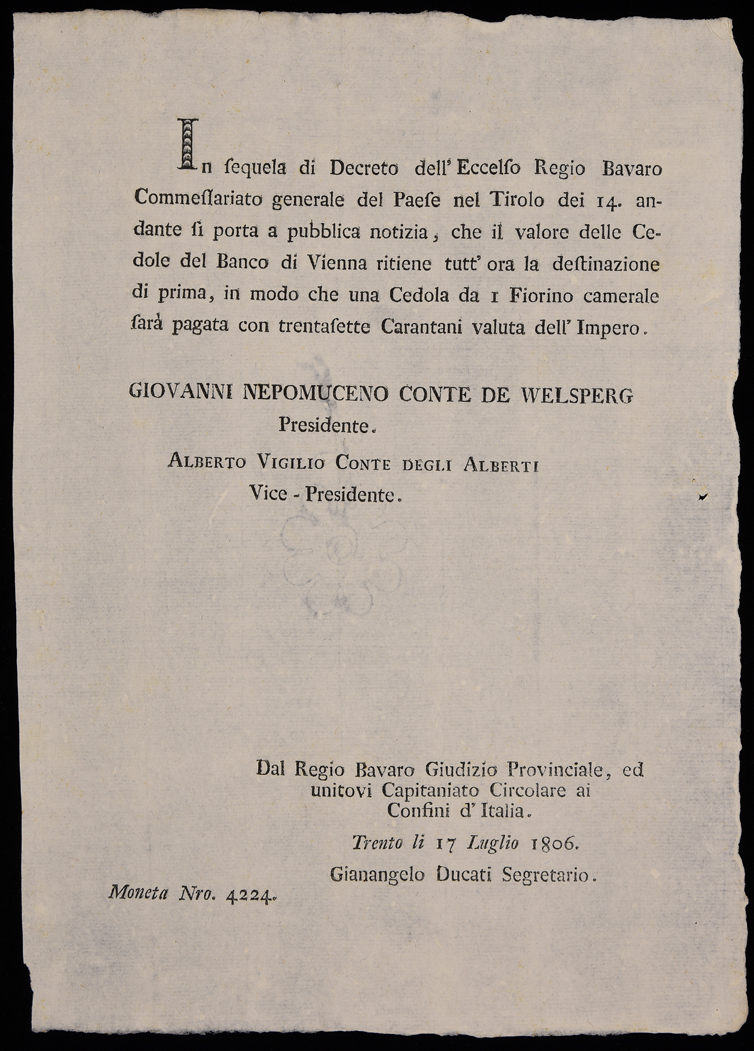 In ſequela di Decreto dell' Eccelſo Regio Bavaro
Commeſſariato generale del Paeſe nel Tirolo dei 14. an-
dante ſi porta a pubblica notizia, che il valore delle Ce-
dole del Banco di Vienna ritiene tutt' ora la deſtinazione
di prima, in modo che una Cedola da 1 Fiorino camerale
ſarà pagata con trentaſette Carantani valuta dell' Impero.
GIOVANNI NEPOMUCENO CONTE DE WELSPERG
Presidente.
ALBERTO VIGILIO CONTE DEGLI ALBERTI
Vice - Presidente.
Dal Regio Bavaro Giudizio Provinciale, ed
unitovi Capitaniato Circolare ai
Confini d' Italia.
Trento li 17 Luglio 1806.
Gianangelo Ducati Segretario.
Moneta Nro. 4224.